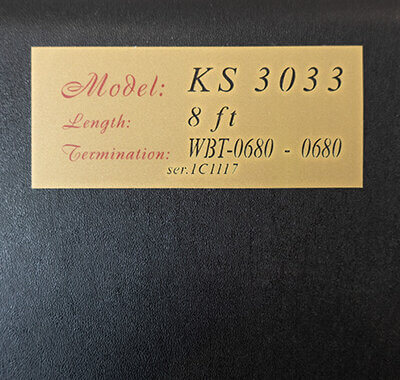 Model: KS 3033
Length: 8 ft
Termination: WBT-0680 - 0680
ser.1C1117